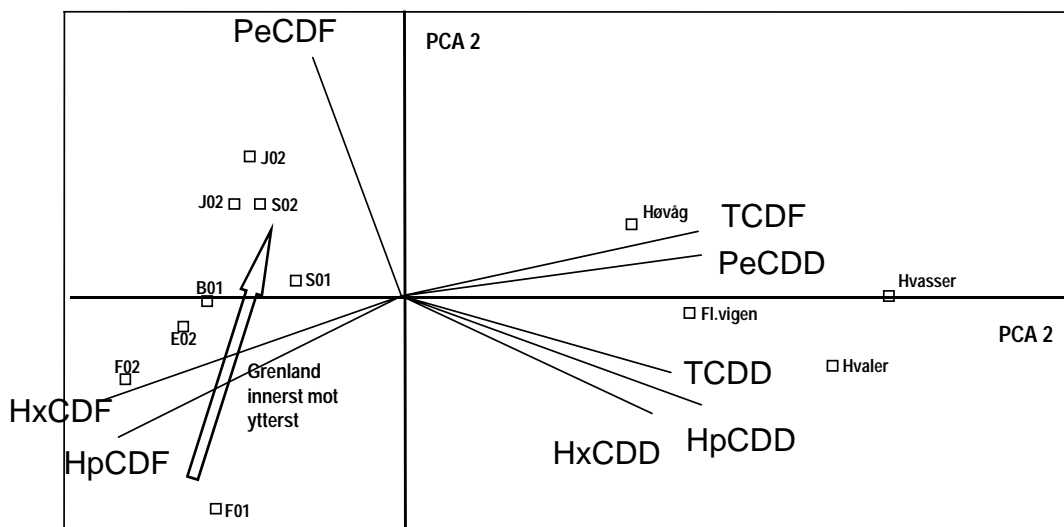 PeCDF
PCA 2
J02
J02
S02
Høvåg
TCDF
PeCDD
S01
B01
Hvasser
Fl.vigen
PCA 2
E02
F02
Grenland
innerst mot
ytterst
TCDD
Hvaler
HxCDF
HpCDF
HxCDD
HpCDD
F01